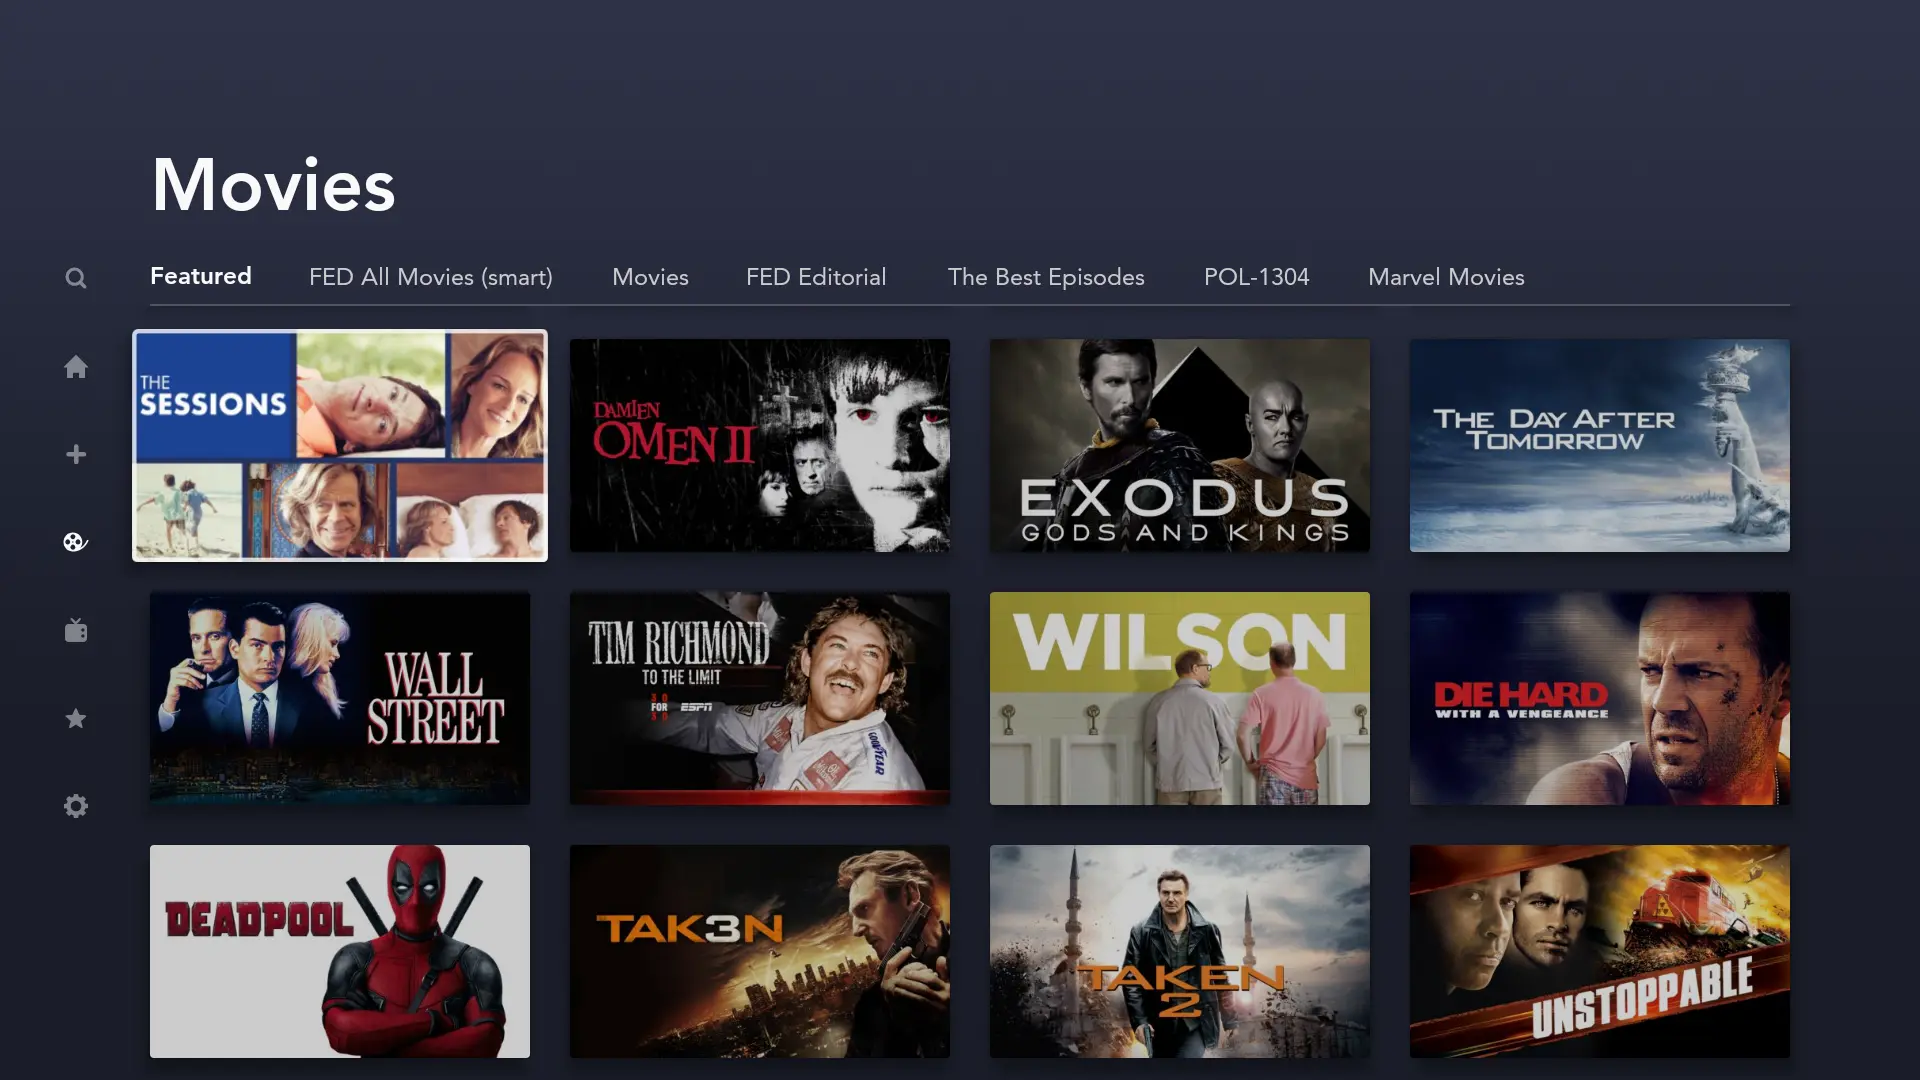 Movies
Featured
FED All Movies (smart)
Movies
FED Editorial
The Best Episodes
POL-1304
Marvel Movies
THE
SESSIONS
DAMIEN
OMEN II
EXODUS
GODS AND KINGS
THE DAY AFTER
TOMORROW
WALL
STREET
TIM RICHMOND
TO THE LIMIT
30
FOR
30
ESPN
GOODYEAR
WILSON
DIE HARD
WITH A VENGEANCE
DEADPOOL
TAK3N
TAKEN
2
UNSTOPPABLE